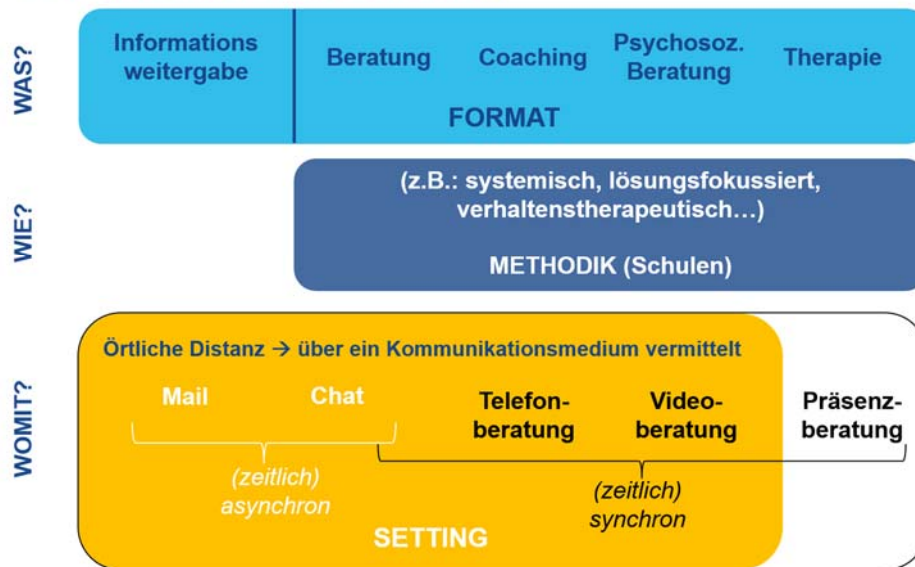 WAS?
Informations
weitergabe
Beratung
Coaching
Psychosoz.
Beratung
Therapie
FORMAT
WIE?
(z.B.: systemisch, lösungsfokussiert,
verhaltenstherapeutisch…)
METHODIK (Schulen)
WOMIT?
Örtliche Distanz → über ein Kommunikationsmedium vermittelt
Mail
Chat
Telefon-
beratung
Video-
beratung
Präsenz-
beratung
(zeitlich)
asynchron
(zeitlich)
synchron
SETTING